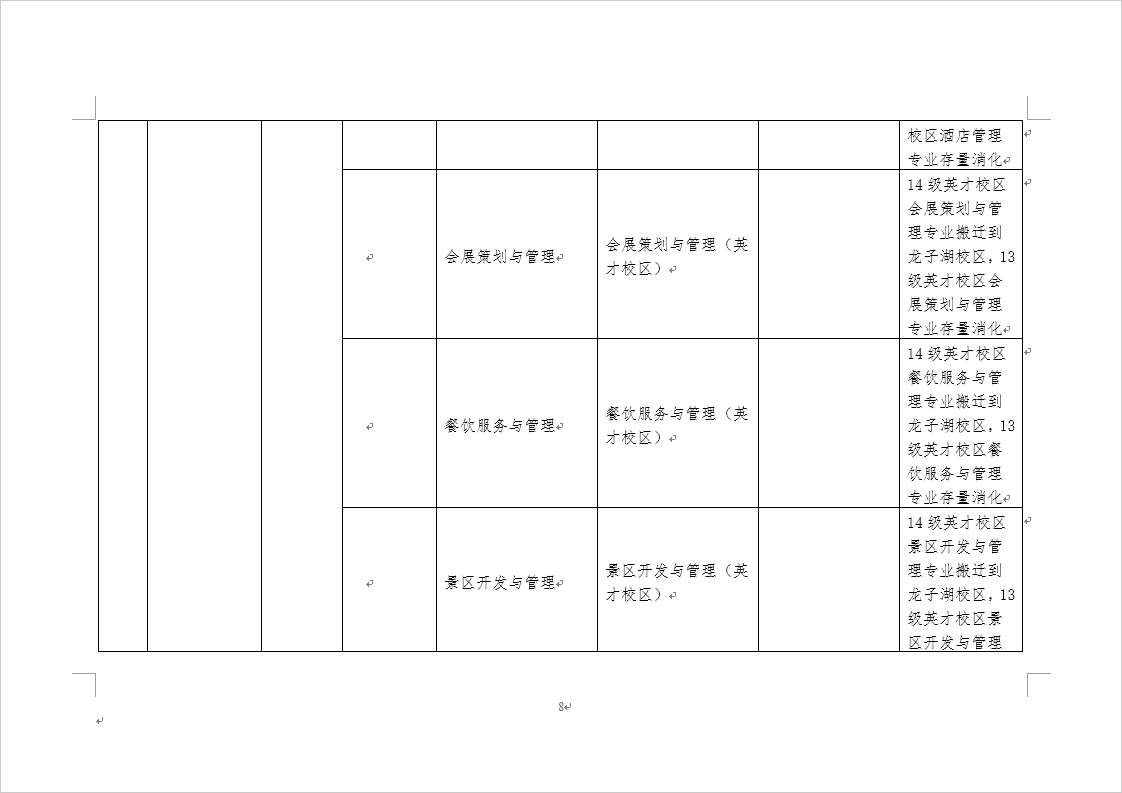 校区酒店管理
专业存量消化
会展策划与管理
会展策划与管理（英
才校区）
14 级英才校区
会展策划与管
理专业搬迁到
龙子湖校区，13
级英才校区会
展策划与管理
专业存量消化
餐饮服务与管理
餐饮服务与管理（英
才校区）
14 级英才校区
餐饮服务与管
理专业搬迁到
龙子湖校区，13
级英才校区餐
饮服务与管理
专业存量消化
景区开发与管理
景区开发与管理（英
才校区）
14 级英才校区
景区开发与管
理专业搬迁到
龙子湖校区，13
级英才校区景
区开发与管理
8